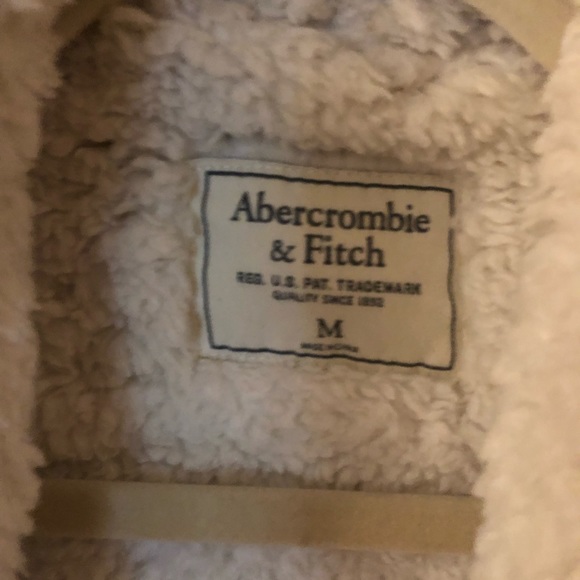 Abercrombie
& Fitch
REG. U.S. PAT. TRADEMARK
QUALITY SINCE 1892
M